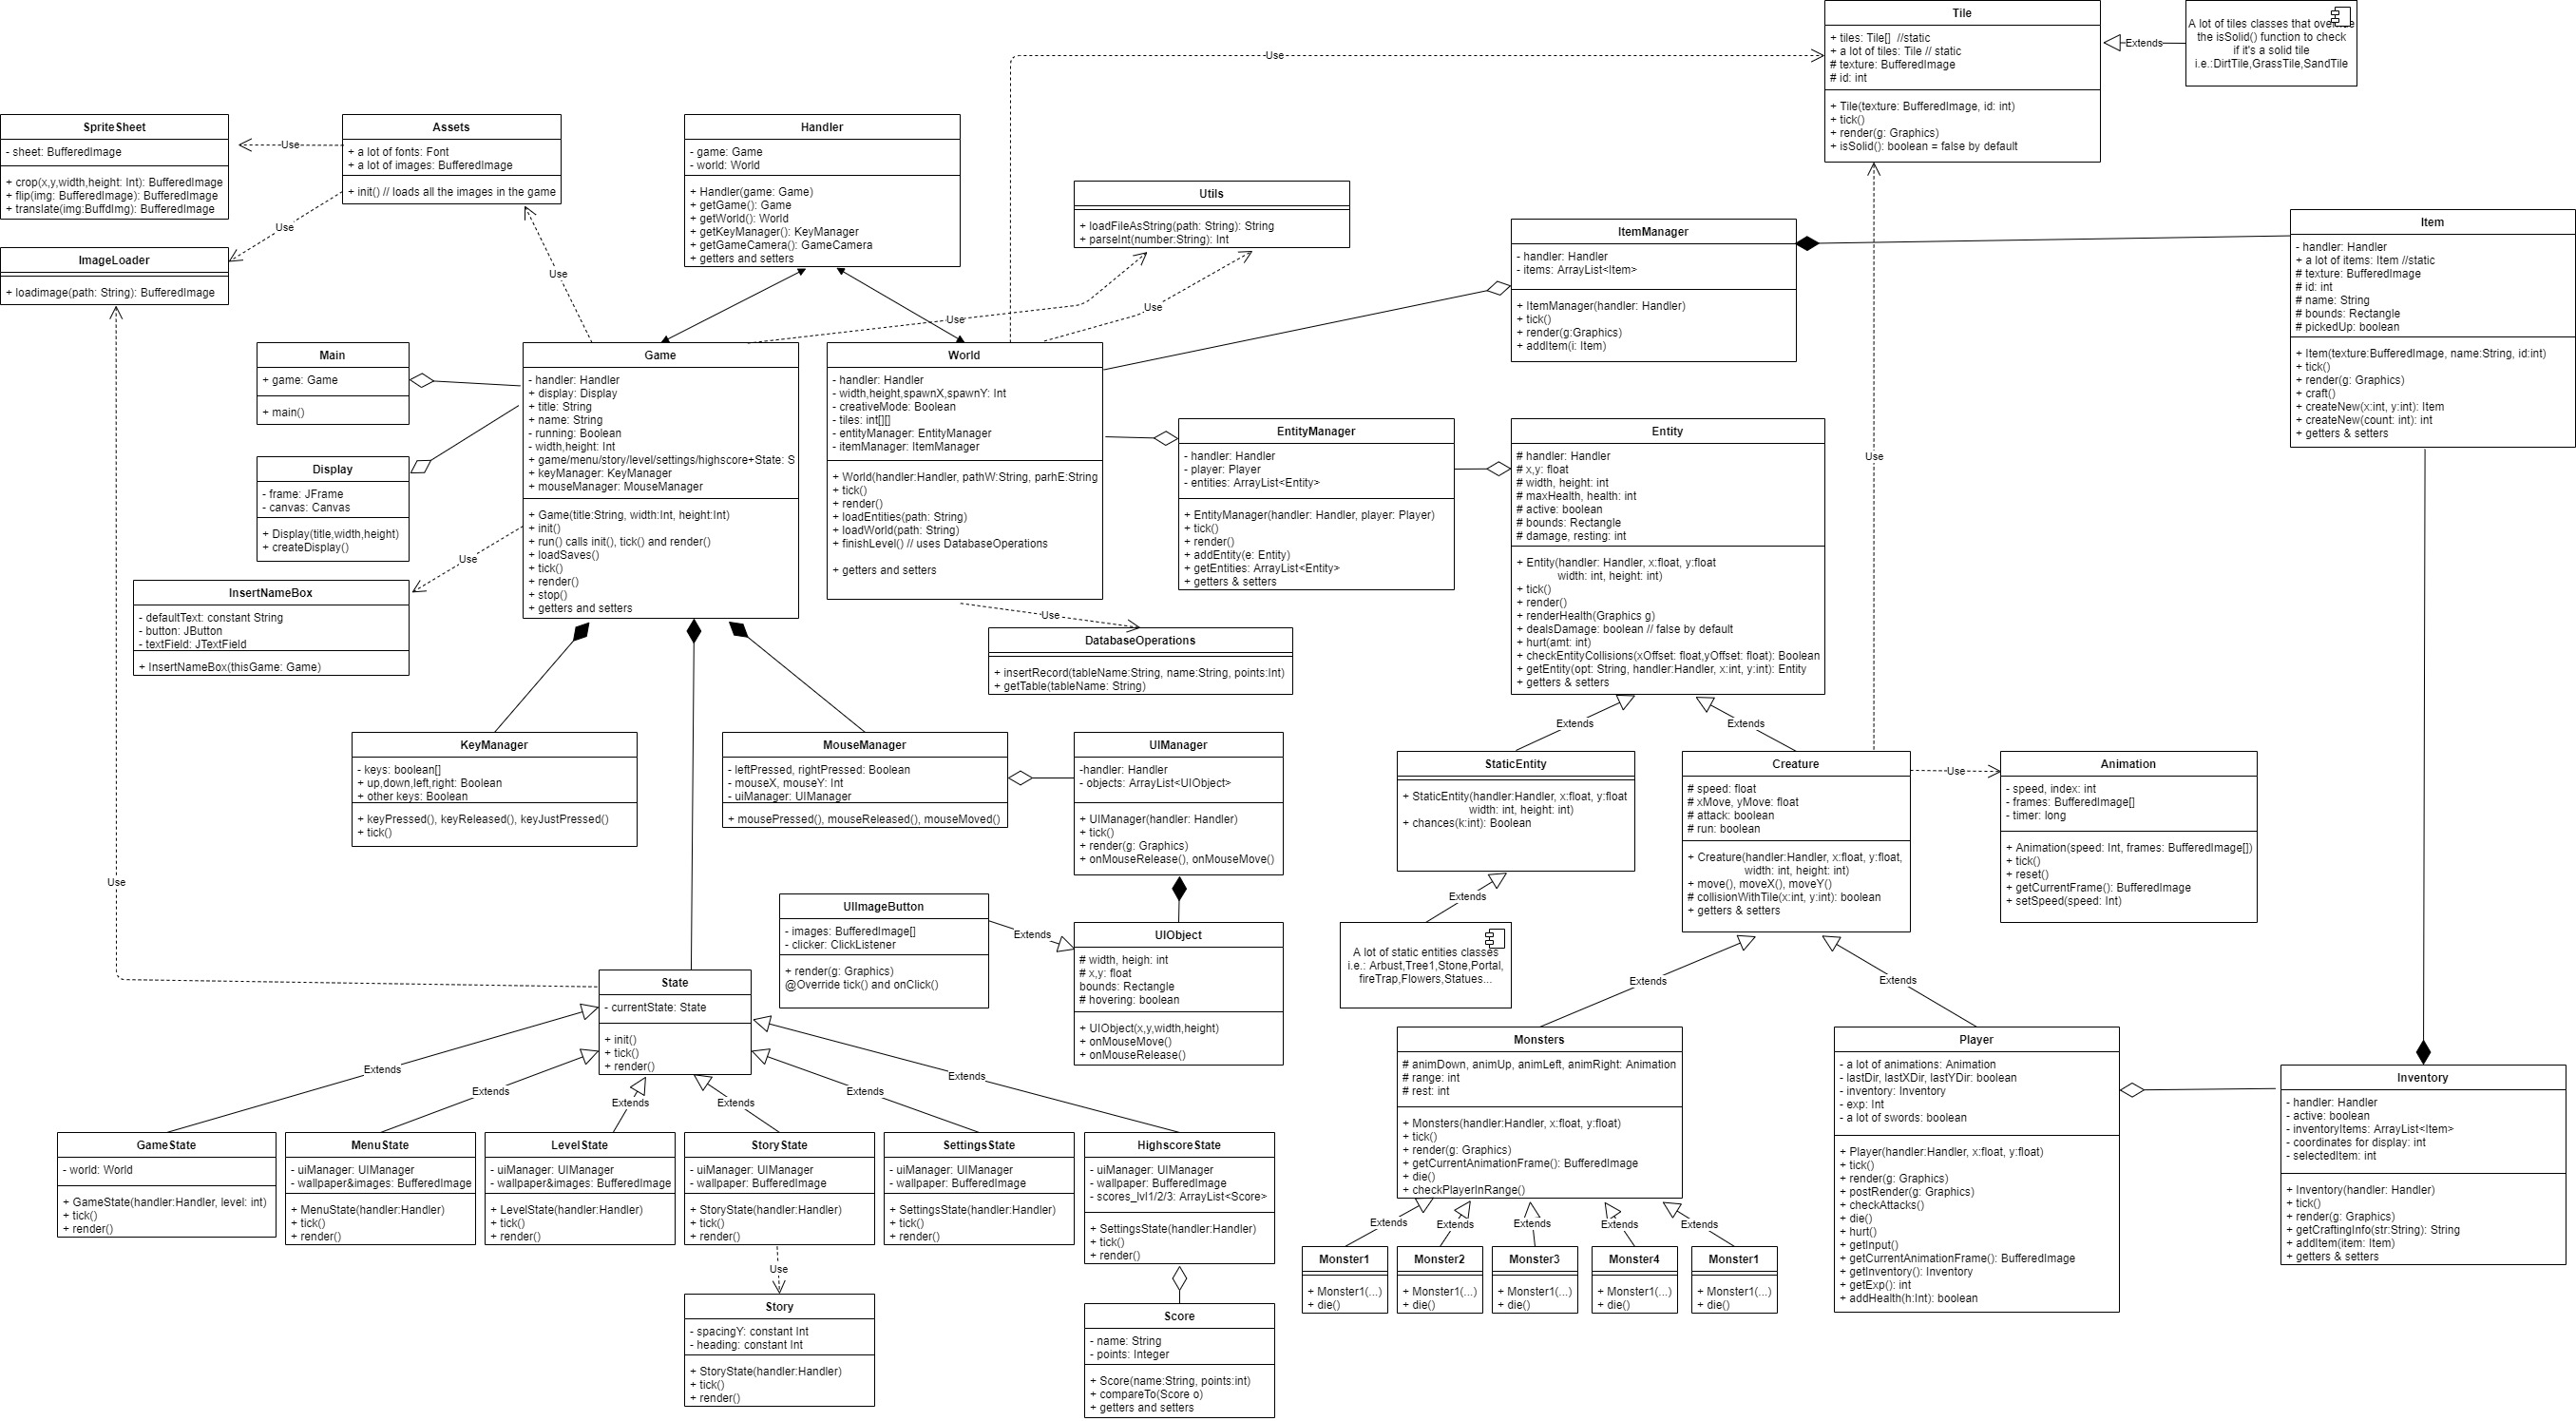 Tile
+ tiles: Tile[]  //static
+ a lot of tiles: Tile // static
# texture: BufferedImage
# id: int
+ Tile(texture: BufferedImage, id: int)
+ tick()
+ render(g: Graphics)
+ isSolid(): boolean = false by default
Extends
A lot of tiles classes that override
the isSolid() function to check
if it's a solid tile
i.e.:DirtTile,GrassTile,SandTile
Use
SpriteSheet
- sheet: BufferedImage
+ crop(x,y,width,height: Int): BufferedImage
+ flip(img: BufferedImage): BufferedImage
+ translate(img:BuffdImg): BufferedImage
Use
Assets
+ a lot of fonts: Font
+ a lot of images: BufferedImage
+ init() // loads all the images in the game
Use
ImageLoader
+ loadimage(path: String): BufferedImage
Handler
- game: Game
- world: World
+ Handler(game: Game)
+ getGame(): Game
+ getWorld(): World
+ getKeyManager(): KeyManager
+ getGameCamera(): GameCamera
+ getters and setters
Use
Utils
+ loadFileAsString(path: String): String
+ parseInt(number:String): Int
Use
Use
ItemManager
- handler: Handler
- items: ArrayList<Item>
+ ItemManager(handler: Handler)
+ tick()
+ render(g:Graphics)
+ addItem(i: Item)
Item
- handler: Handler
+ a lot of items: Item //static
# texture: BufferedImage
# id: int
# name: String
# bounds: Rectangle
# pickedUp: boolean
+ Item(texture:BufferedImage, name:String, id:int)
+ tick()
+ render(g: Graphics)
+ craft()
+ createNew(x:int, y:int): Item
+ createNew(count: int): int
+ getters & setters
Main
+ game: Game
+ main()
Display
- frame: JFrame
- canvas: Canvas
+ Display(title,width,height)
+ createDisplay()
Use
InsertNameBox
- defaultText: constant String
- button: JButton
- textField: JTextField
+ InsertNameBox(thisGame: Game)
Game
- handler: Handler
+ display: Display
+ title: String
+ name: String
- running: Boolean
- width,height: Int
+ game/menu/story/level/settings/highscore+State: S
+ keyManager: KeyManager
+ mouseManager: MouseManager
+ Game(title:String, width:Int, height:Int)
+ init()
+ run() calls init(), tick() and render()
+ loadSaves()
+ tick()
+ render()
+ stop()
+ getters and setters
World
- handler: Handler
- width,height,spawnX,spawnY: Int
- creativeMode: Boolean
- tiles: int[][]
- entityManager: EntityManager
- itemManager: ItemManager
+ World(handler:Handler, pathW:String, parhE:String
+ tick()
+ render()
+ loadEntities(path: String)
+ loadWorld(path: String)
+ finishLevel() // uses DatabaseOperations
+ getters and setters
EntityManager
- handler: Handler
- player: Player
- entities: ArrayList<Entity>
+ EntityManager(handler: Handler, player: Player)
+ tick()
+ render()
+ addEntity(e: Entity)
+ getEntities: ArrayList<Entity>
+ getters & setters
Entity
# handler: Handler
# x,y: float
# width, height: int
# maxHealth, health: int
# active: boolean
# bounds: Rectangle
# damage, resting: int
+ Entity(handler: Handler, x:float, y:float
width: int, height: int)
+ tick()
+ render()
+ renderHealth(Graphics g)
+ dealsDamage: boolean // false by default
+ hurt(amt: int)
+ checkEntityCollisions(xOffset: float,yOffset: float): Boolean
+ getEntity(opt: String, handler:Handler, x:int, y:int): Entity
+ getters & setters
Use
Use
DatabaseOperations
+ insertRecord(tableName:String, name:String, points:Int)
+ getTable(tableName: String)
KeyManager
- keys: boolean[]
+ up,down,left,right: Boolean
+ other keys: Boolean
+ keyPressed(), keyReleased(), keyJustPressed()
+ tick()
MouseManager
- leftPressed, rightPressed: Boolean
- mouseX, mouseY: Int
- uiManager: UIManager
+ mousePressed(), mouseReleased(), mouseMoved()
UIManager
-handler: Handler
- objects: ArrayList<UIObject>
+ UIManager(handler: Handler)
+ tick()
+ render(g: Graphics)
+ onMouseRelease(), onMouseMove()
Extends
Extends
StaticEntity
+ StaticEntity(handler:Handler, x:float, y:float
width: int, height: int)
+ chances(k:int): Boolean
Creature
# speed: float
# xMove, yMove: float
# attack: boolean
# run: boolean
+ Creature(handler:Handler, x:float, y:float,
width: int, height: int)
+ move(), moveX(), moveY()
# collisionWithTile(x:int, y:int): boolean
+ getters & setters
Use
Animation
- speed, index: int
- frames: BufferedImage[]
- timer: long
+ Animation(speed: Int, frames: BufferedImage[])
+ tick()
+ reset()
+ getCurrentFrame(): BufferedImage
+ setSpeed(speed: Int)
Use
UIImageButton
- images: BufferedImage[]
- clicker: ClickListener
+ render(g: Graphics)
@Override tick() and onClick()
Extends
UIObject
# width, heigh: int
# x,y: float
bounds: Rectangle
# hovering: boolean
+ UIObject(x,y,width,height)
+ onMouseMove()
+ onMouseRelease()
Extends
A lot of static entities classes
i.e.: Arbust,Tree1,Stone,Portal,
fireTrap,Flowers,Statues...
Extends
Extends
State
- currentState: State
+ init()
+ tick()
+ render()
Extends
Extends
Extends
Extends
Extends
Extends
Monsters
# animDown, animUp, animLeft, animRight: Animation
# range: int
# rest: int
+ Monsters(handler:Handler, x:float, y:float)
+ tick()
+ render(g: Graphics)
+ getCurrentAnimationFrame(): BufferedImage
+ die()
+ checkPlayerInRange()
Player
- a lot of animations: Animation
- lastDir, lastXDir, lastYDir: boolean
- inventory: Inventory
- exp: Int
- a lot of swords: boolean
+ Player(handler:Handler, x:float, y:float)
+ tick()
+ render(g: Graphics)
+ postRender(g: Graphics)
+ checkAttacks()
+ die()
+ hurt()
+ getInput()
+ getCurrentAnimationFrame(): BufferedImage
+ getInventory(): Inventory
+ getExp(): int
+ addHealth(h:Int): boolean
Inventory
- handler: Handler
- active: boolean
- inventoryItems: ArrayList<Item>
- coordinates for display: int
- selectedItem: int
+ Inventory(handler: Handler)
+ tick()
+ render(g: Graphics)
+ getCraftingInfo(str:String): String
+ addItem(item: Item)
+ getters & setters
GameState
- world: World
+ GameState(handler:Handler, level: int)
+ tick()
+ render()
MenuState
- uiManager: UIManager
- wallpaper&images: BufferedImage
+ MenuState(handler:Handler)
+ tick()
+ render()
LevelState
- uiManager: UIManager
- wallpaper&images: BufferedImage
+ LevelState(handler:Handler)
+ tick()
+ render()
StoryState
- uiManager: UIManager
- wallpaper: BufferedImage
+ StoryState(handler:Handler)
+ tick()
+ render()
SettingsState
- uiManager: UIManager
- wallpaper: BufferedImage
+ SettingsState(handler:Handler)
+ tick()
+ render()
HighscoreState
- uiManager: UIManager
- wallpaper: BufferedImage
- scores_lvl1/2/3: ArrayList<Score>
+ SettingsState(handler:Handler)
+ tick()
+ render()
Extends
Extends
Extends
Extends
Extends
Monster1
+ Monster1(...)
+ die()
Monster2
+ Monster1(...)
+ die()
Monster3
+ Monster1(...)
+ die()
Monster4
+ Monster1(...)
+ die()
Monster1
+ Monster1(...)
+ die()
Use
Story
- spacingY: constant Int
- heading: constant Int
+ StoryState(handler:Handler)
+ tick()
+ render()
Score
- name: String
- points: Integer
+ Score(name:String, points:int)
+ compareTo(Score o)
+ getters and setters